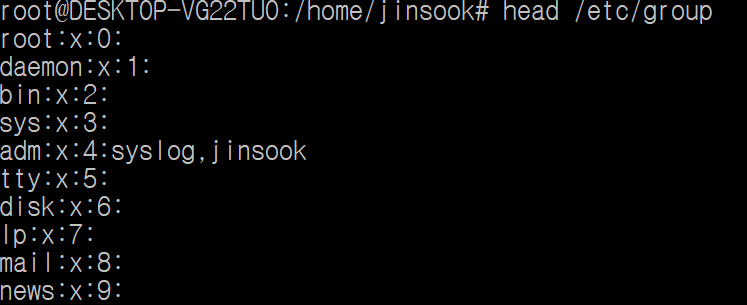 root@DESKTOP-VG22TUO:/home/jinsook# head /etc/group
root:x:0:
daemon:x:1:
bin:x:2:
sys:x:3:
adm:x:4:syslog,jinsook
tty:x:5:
disk:x:6:
lp:x:7:
mail:x:8:
news:x:9: